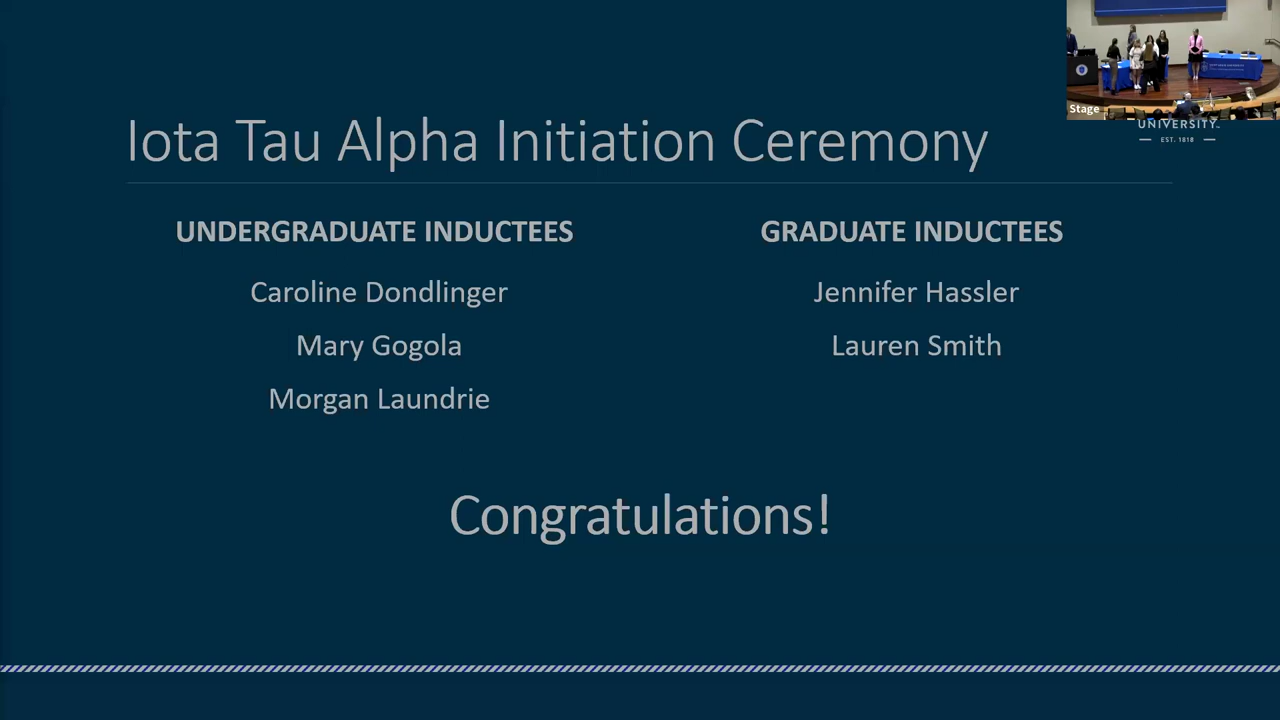 Stage
UNIVERSITY
EST. 1818
Iota Tau Alpha Initiation Ceremony
UNDERGRADUATE INDUCTEES
Caroline Dondlinger
Mary Gogola
Morgan Laundrie
GRADUATE INDUCTEES
Jennifer Hassler
Lauren Smith
Congratulations!